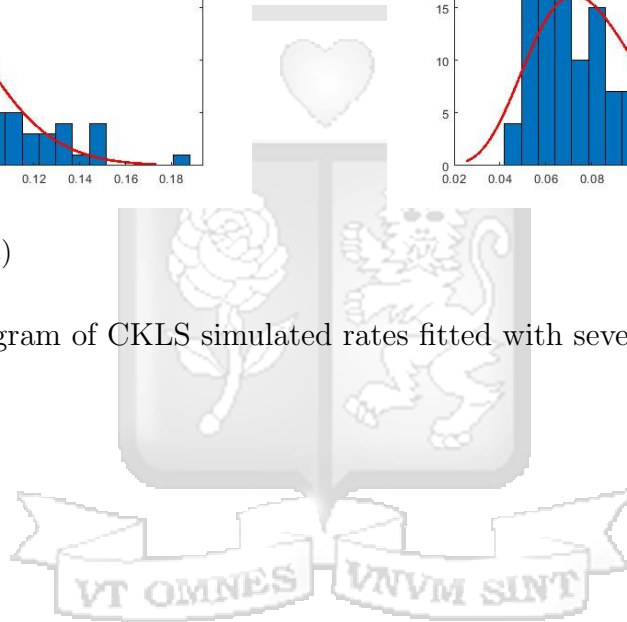 15
10
5
0
0.12 0.14 0.16 0.18
0.02 0.04 0.06 0.08
)
gram of CKLS simulated rates fitted with seve
VT OMNES VNVM SINT